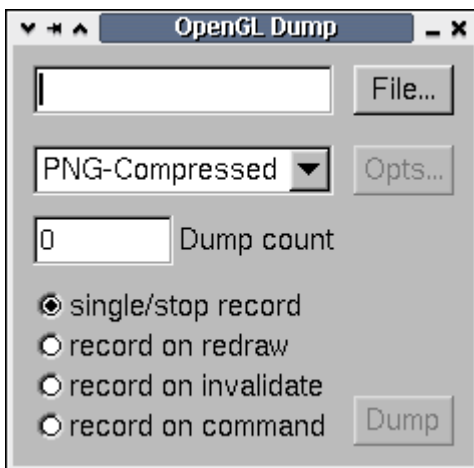 OpenGL Dump
File...
PNG-Compressed
Opts...
0
Dump count
single/stop record
record on redraw
record on invalidate
record on command
Dump